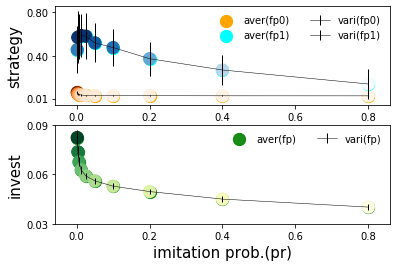 0.80
0.40
0.01
strategy
aver(fp0) vari(fp0)
aver(fp1) vari(fp1)
0.0 0.2 0.4 0.6 0.8
0.09
0.06
0.03
invest
aver(fp) vari(fp)
0.0 0.2 0.4 0.6 0.8
imitation prob.(pr)